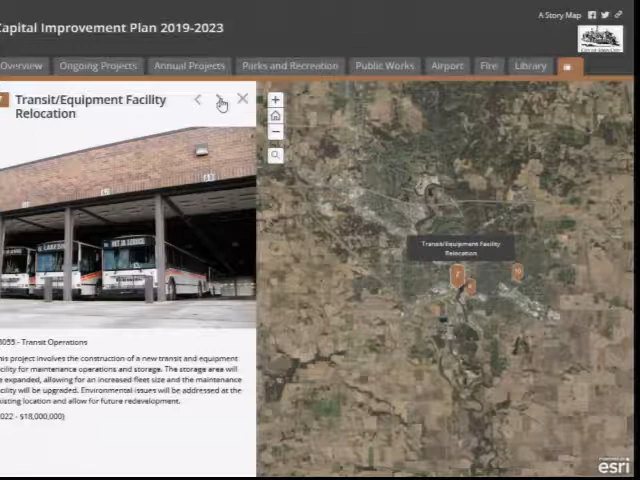 Capital Improvement Plan 2019-2023
A Story Map
Overview
Ongoing Projects
Annual Projects
Parks and Recreation
Public Works
Airport
Fire
Library
Transit/Equipment Facility
Relocation
Transit/Equipment Facility
Relocation
7
3055 - Transit Operations
his project involves the construction of a new transit and equipment
cility for maintenance operations and storage. The storage area will
e expanded, allowing for an increased fleet size and the maintenance
cility will be upgraded. Environmental issues will be addressed at the
xisting location and allow for future redevelopment.
022 - $18,000,000)
esri